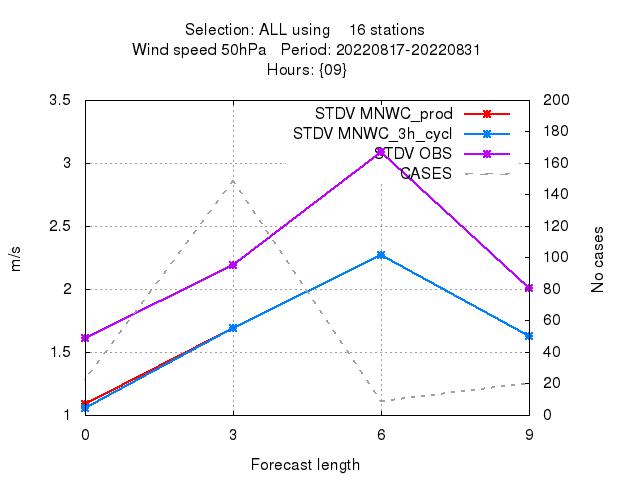 Selection: ALL using    16 stations
Wind speed 50hPa   Period: 20220817-20220831
Hours: {09}
3.5
3
2.5
2
1.5
1
m/s
STDV MNWC_prod
STDV MNWC_3h_cycl
STDV OBS
CASES
200
180
160
140
120
100
80
60
40
20
0
No cases
0 3 6 9
Forecast length